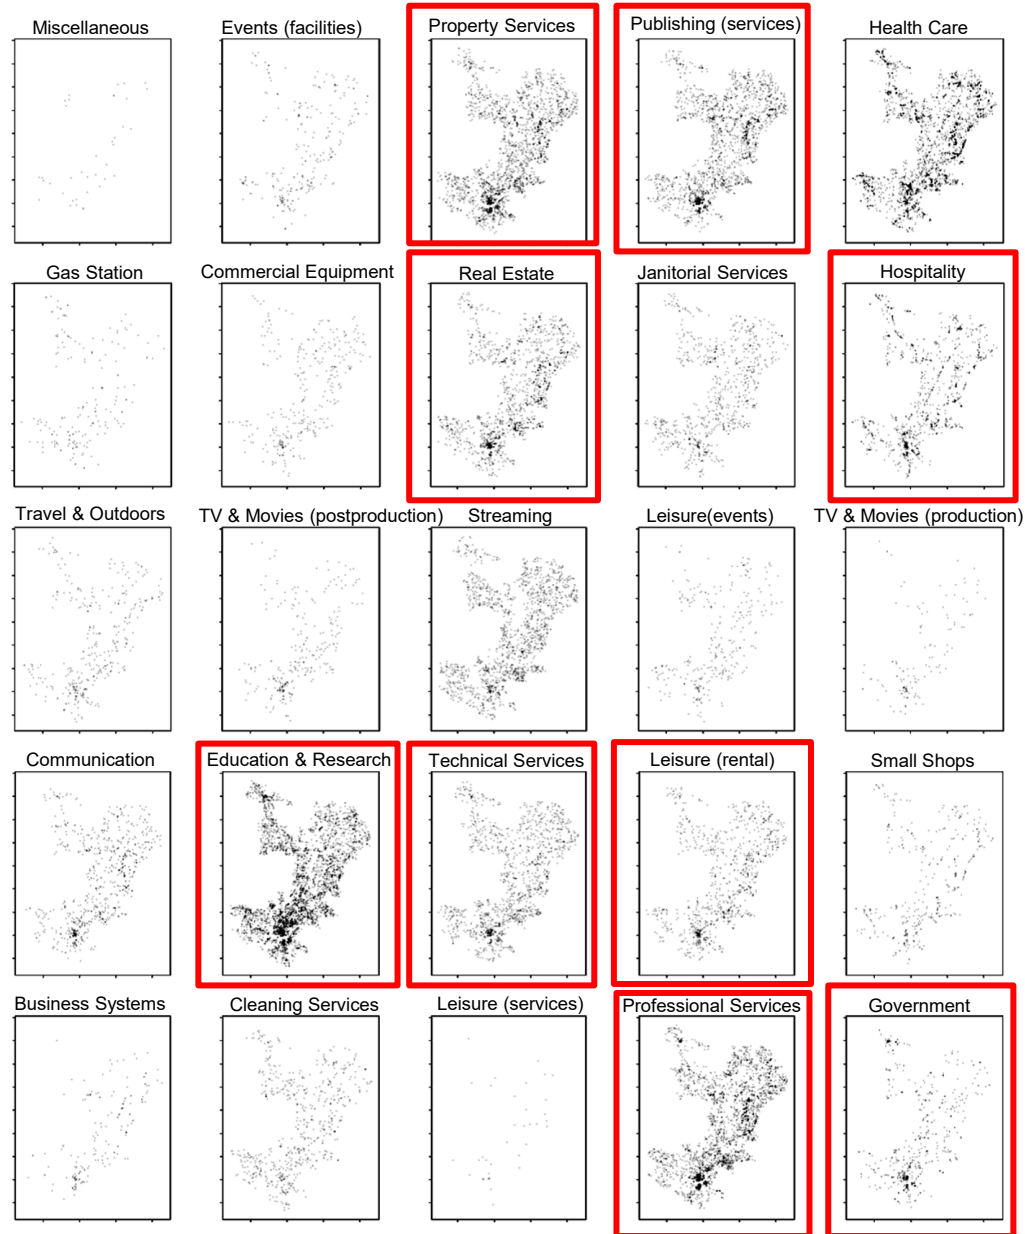 Miscellaneous
Events (facilities)
Property Services
Publishing (services)
Health Care
Gas Station
Commercial Equipment
Real Estate
Janitorial Services
Hospitality
Travel & Outdoors
TV & Movies (postproduction)
Streaming
Leisure(events)
TV & Movies (production)
Communication
Education & Research
Technical Services
Leisure (rental)
Small Shops
Business Systems
Cleaning Services
Leisure (services)
Professional Services
Government